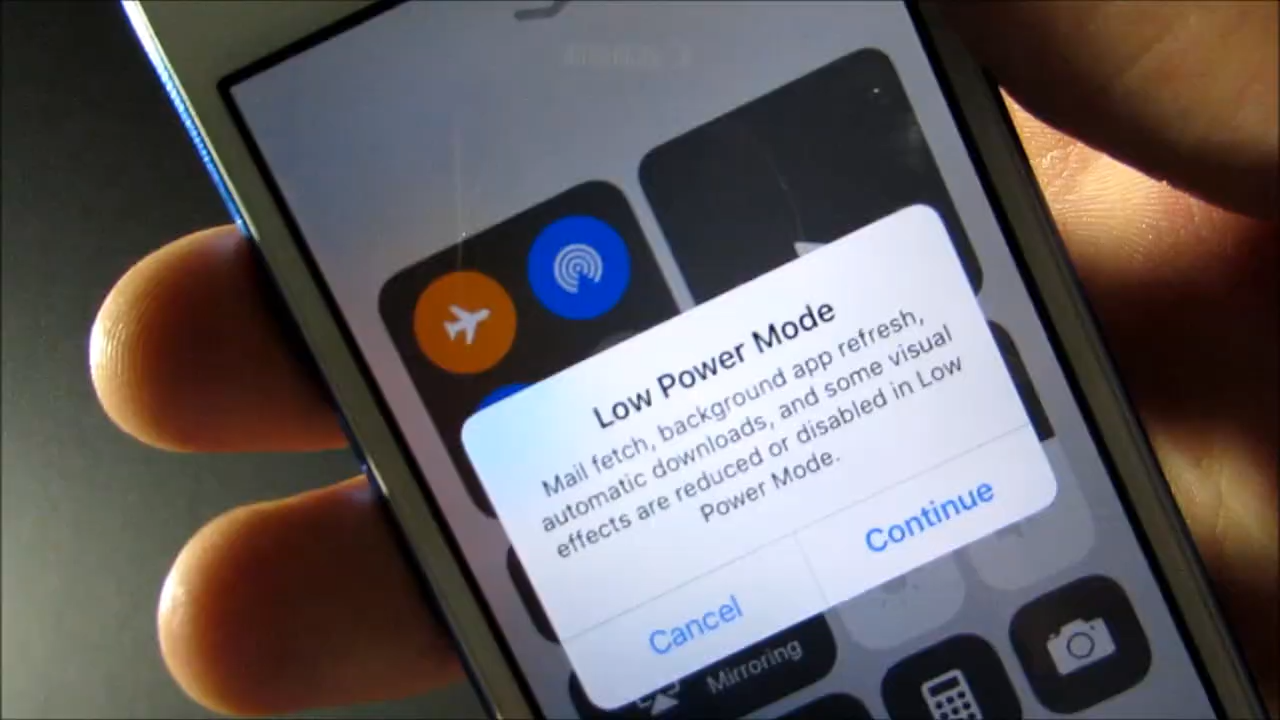 Low Power Mode
Mail fetch, background app refresh,
automatic downloads, and some visual
effects are reduced or disabled in Low
Power Mode.
Cancel
Continue
Mirroring